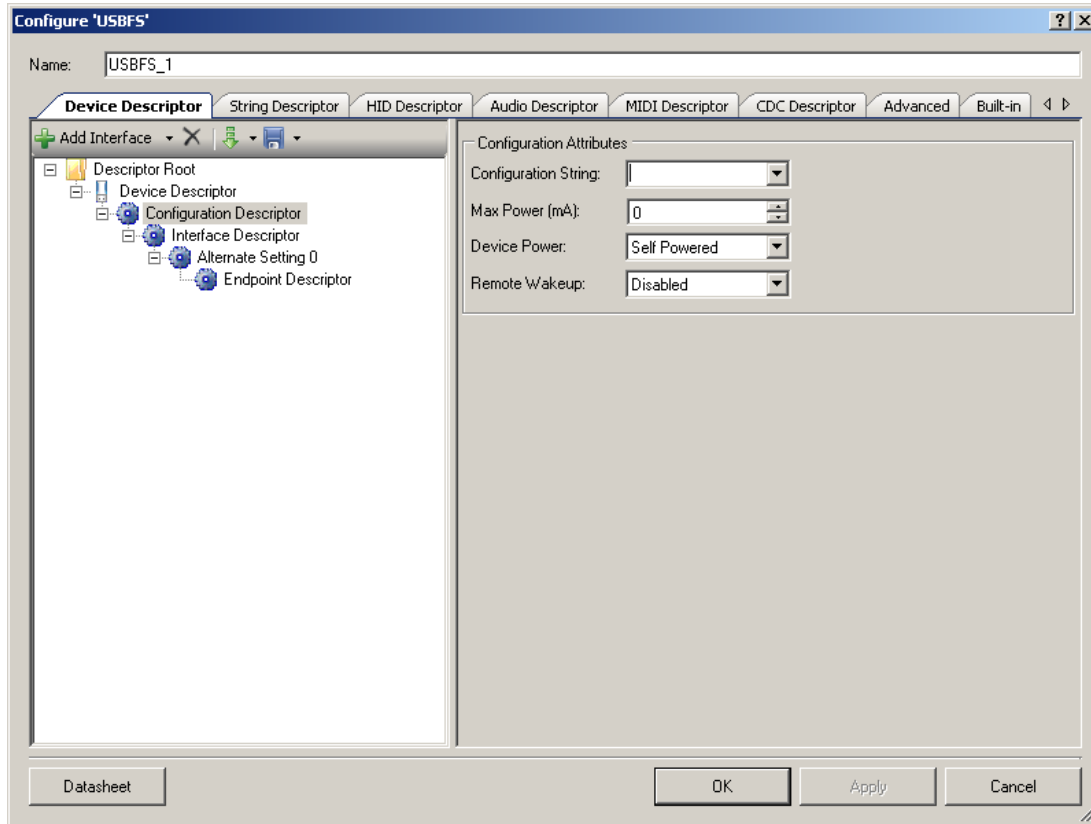 Configure 'USBFS'
Name: USBFS_1
Device Descriptor String Descriptor HID Descriptor Audio Descriptor MIDI Descriptor CDC Descriptor Advanced Built-in
Add Interface
Descriptor Root
Device Descriptor
Configuration Descriptor
Interface Descriptor
Alternate Setting 0
Endpoint Descriptor
Configuration Attributes
Configuration String:
Max Power (mA): 0
Device Power: Self Powered
Remote Wakeup: Disabled
Datasheet OK Apply Cancel